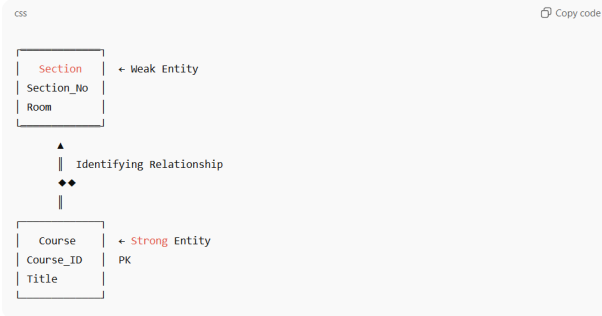 css
Copy code
Section ← Weak Entity
Section_No
Room
Identifying Relationship
Course ← Strong Entity
Course_ID PK
Title